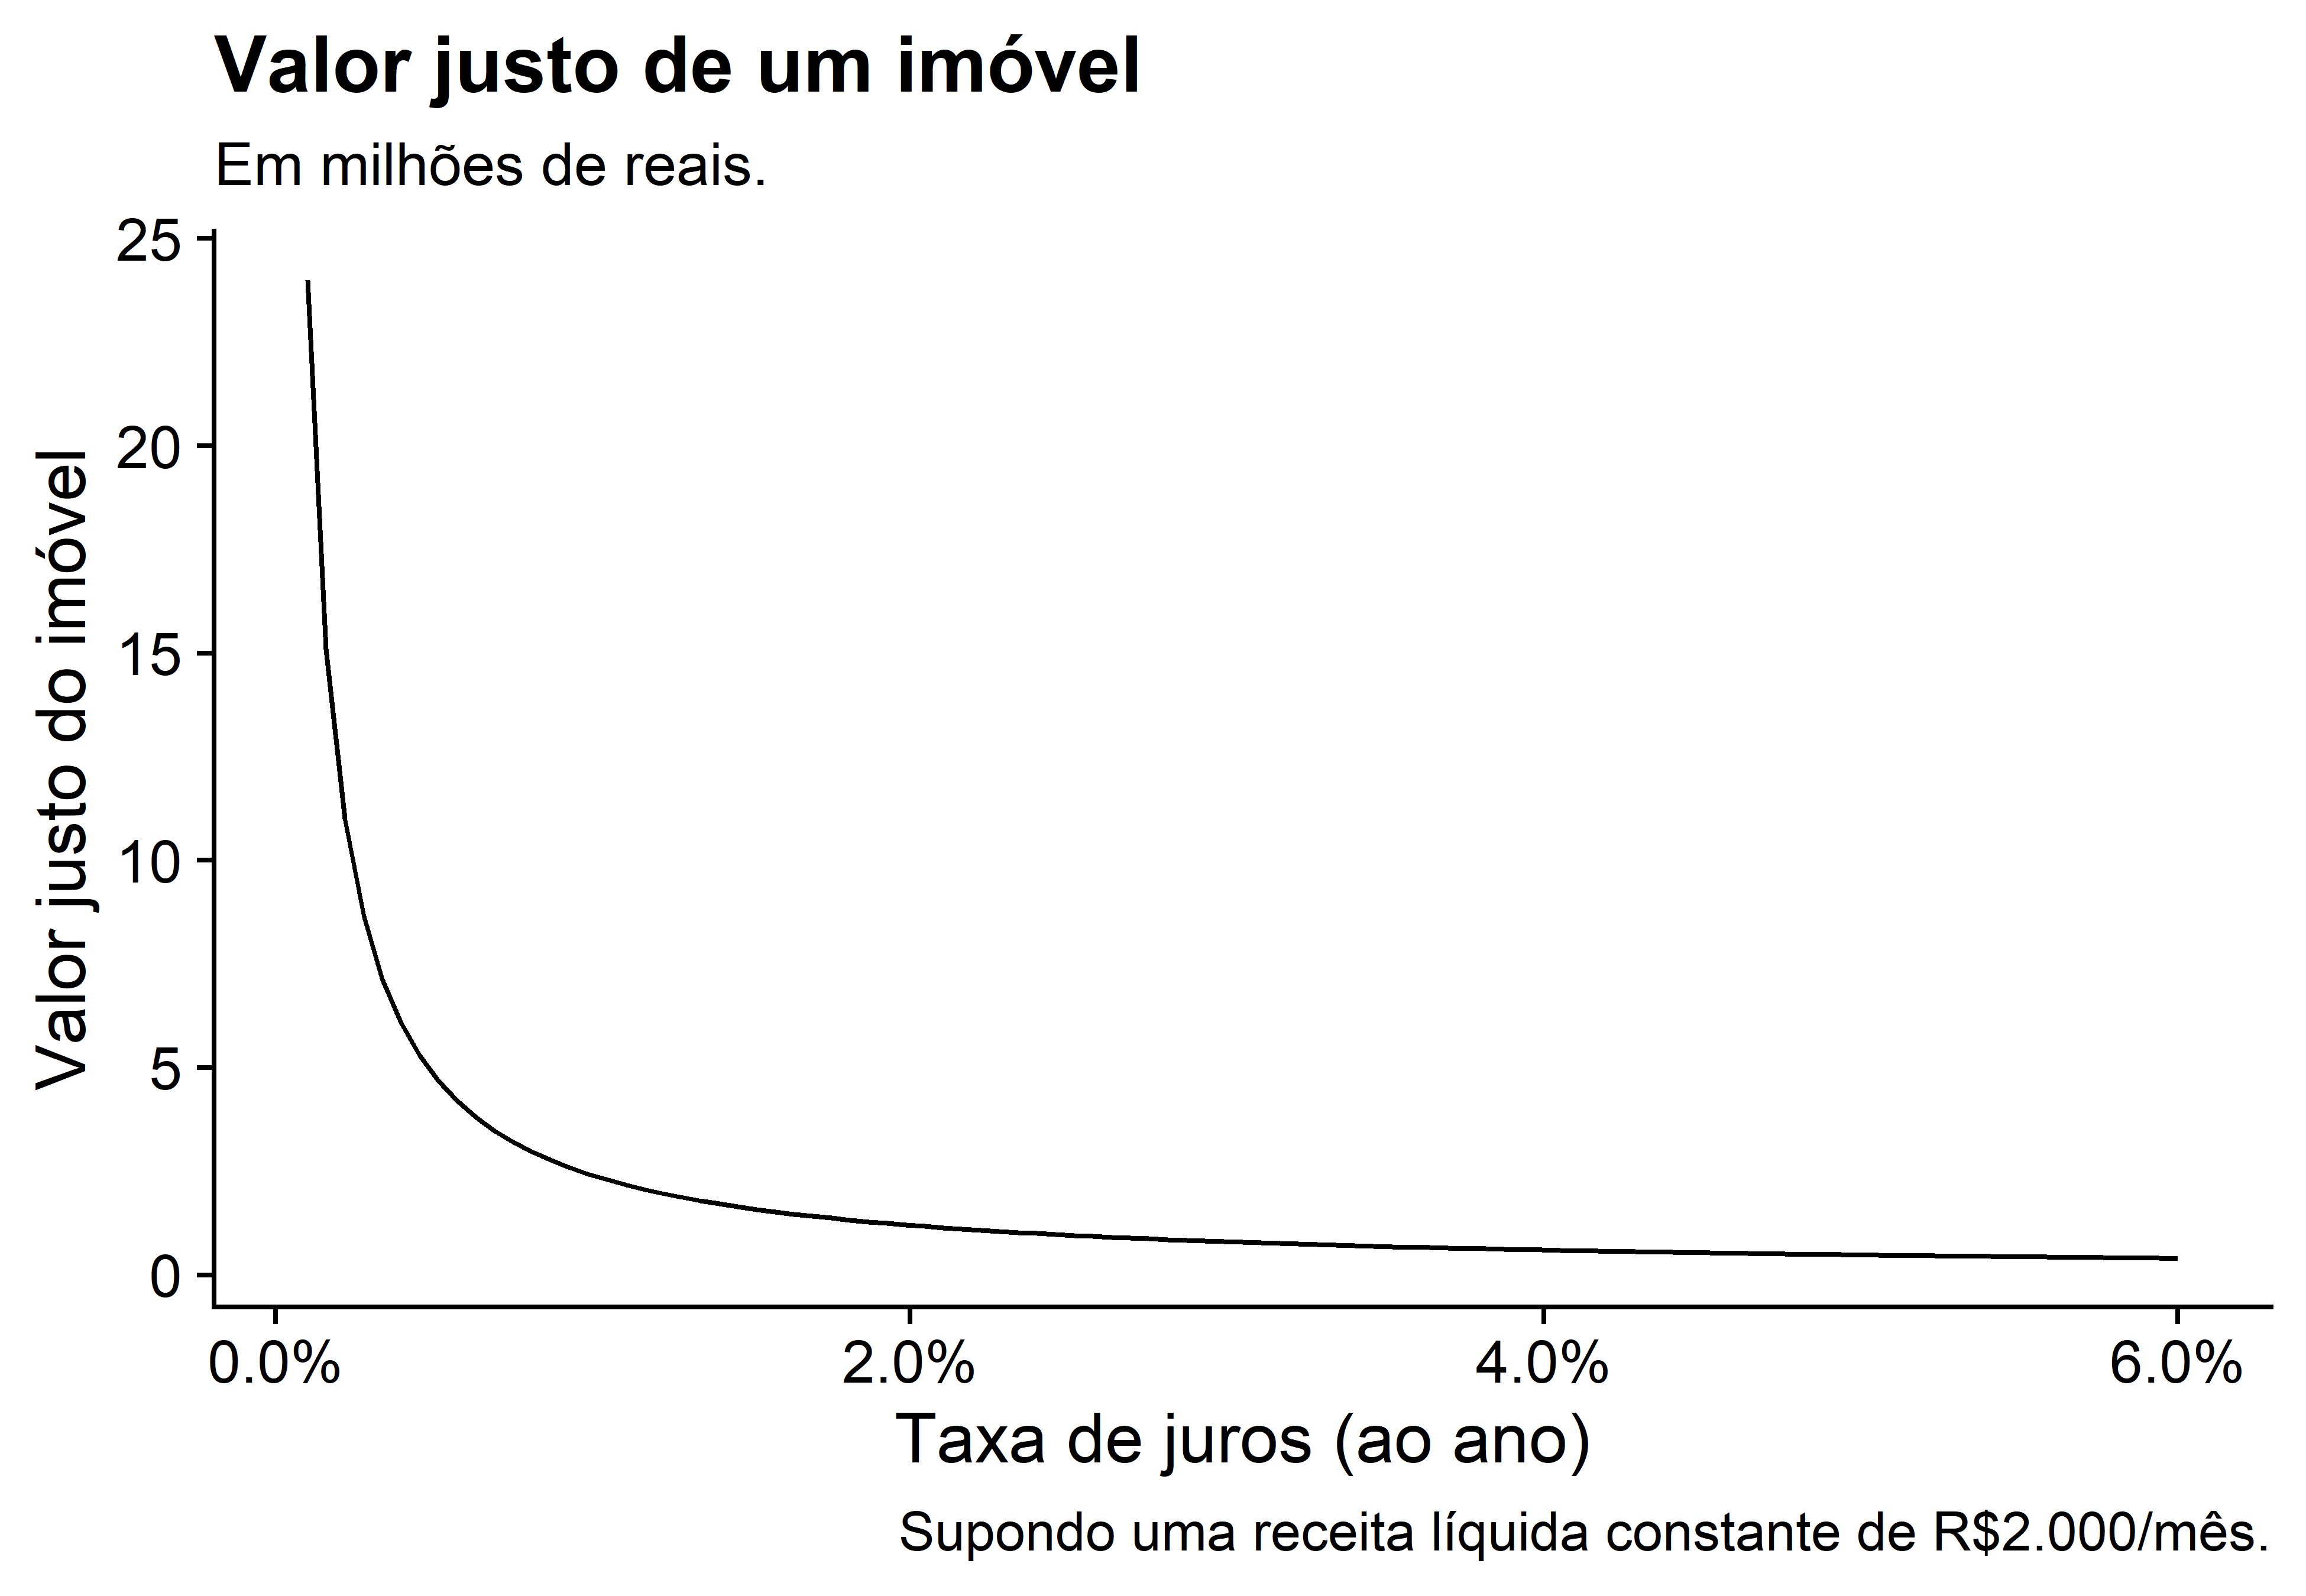 Valor justo de um imóvel
Em milhões de reais.
25
20
15
10
5
0
Valor justo do imóvel
0.0%
2.0%
4.0%
6.0%
Taxa de juros (ao ano)
Supondo uma receita líquida constante de R$2.000/mês.